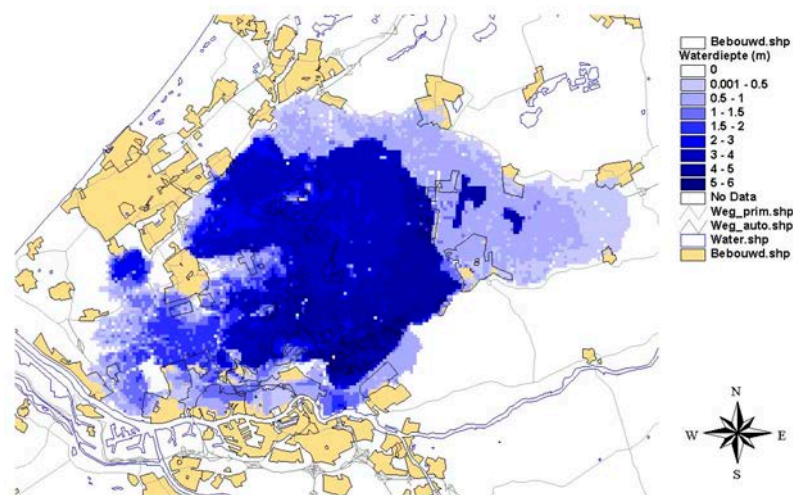 Bebouwd.shp
Waterdiepte (m)
0
0.001 - 0.5
0.5 - 1
1 - 1.5
1.5 - 2
2 - 3
3 - 4
4 - 5
5 - 6
No Data
Weg_prim.shp
Weg_auto.shp
Water.shp
Bebouwd.shp
N
W E
S